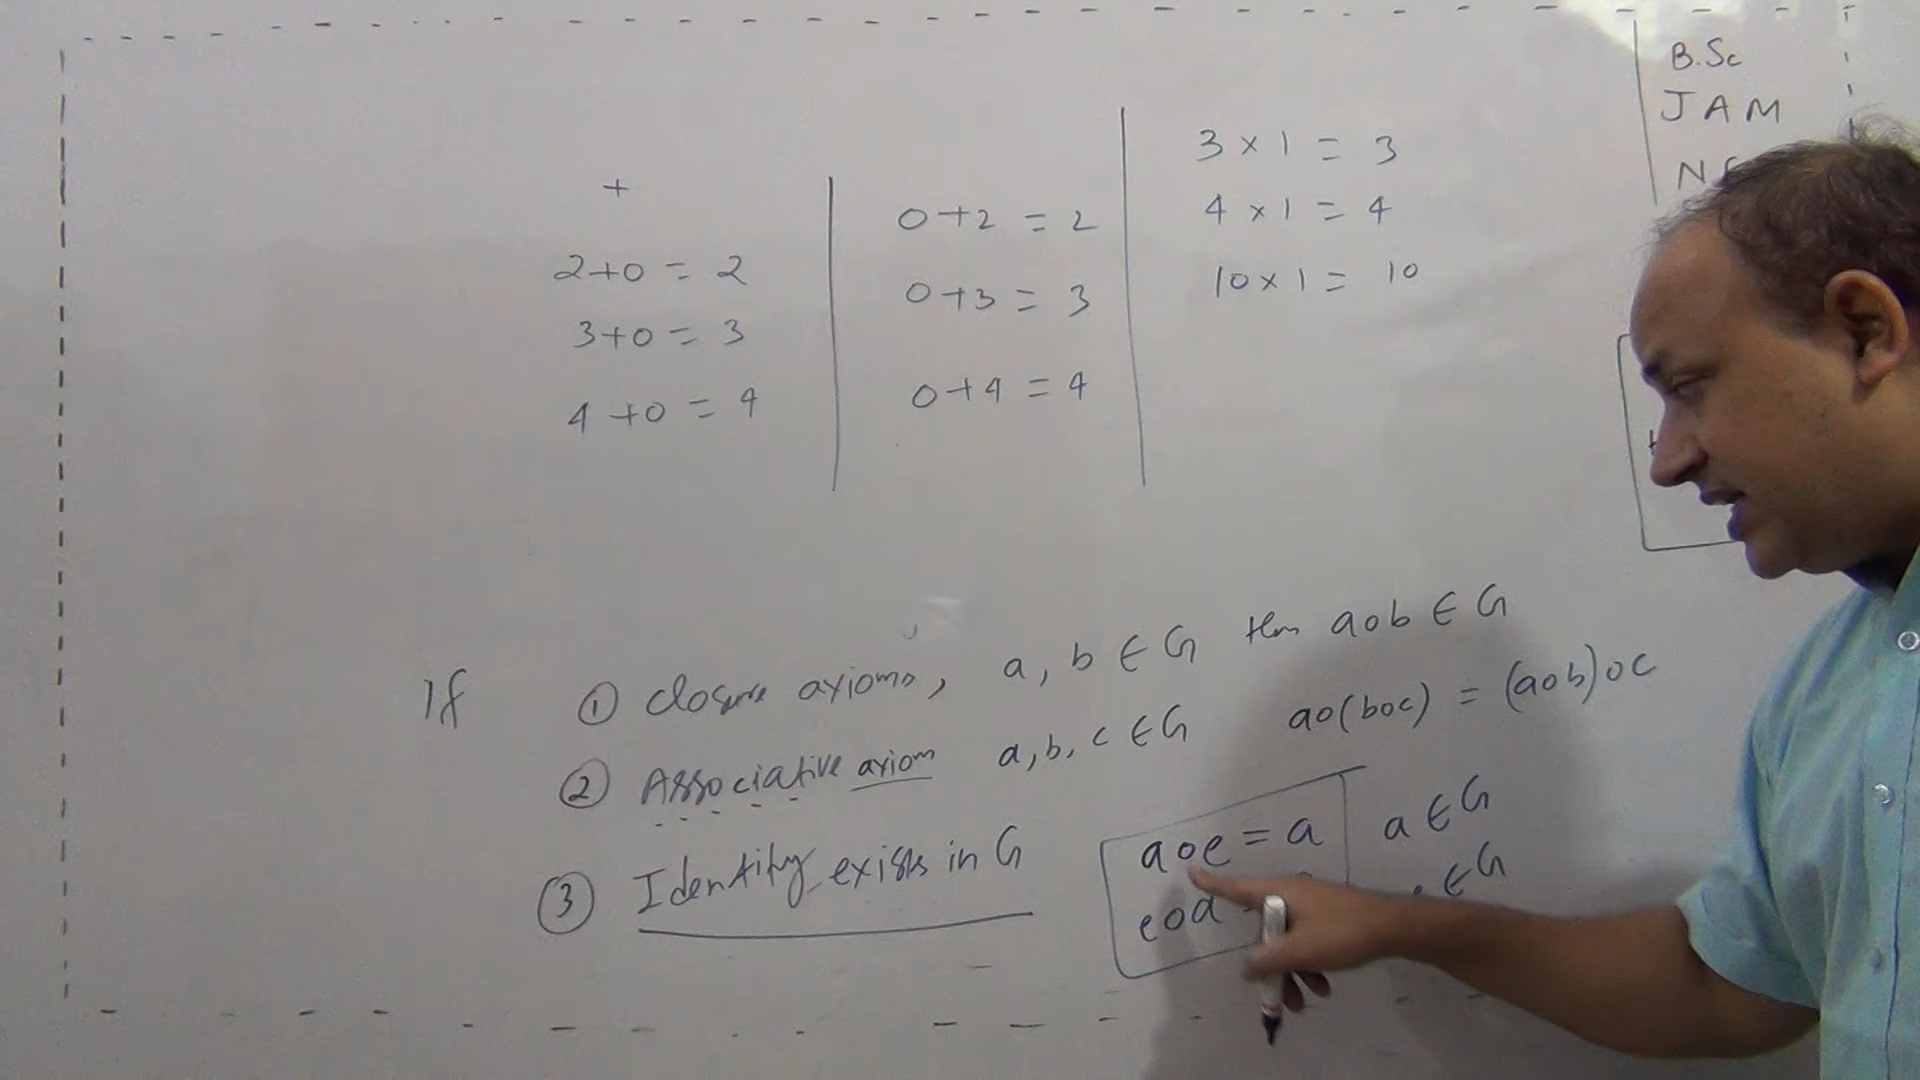 +
2+0 = 2
3+0 = 3
4+0 = 4
0+2 = 2
0+3 = 3
0+4 = 4
3 × 1 = 3
4 × 1 = 4
10 × 1 = 10
B.Sc
JAM
N
If ① Closure axioms, a, b ∈ G then aob ∈ G
② Associative axiom a, b, c ∈ G ao(boc) = (aob)oc
③ Identity exists in G aoe = a a ∈ G
eoa = ∈ G